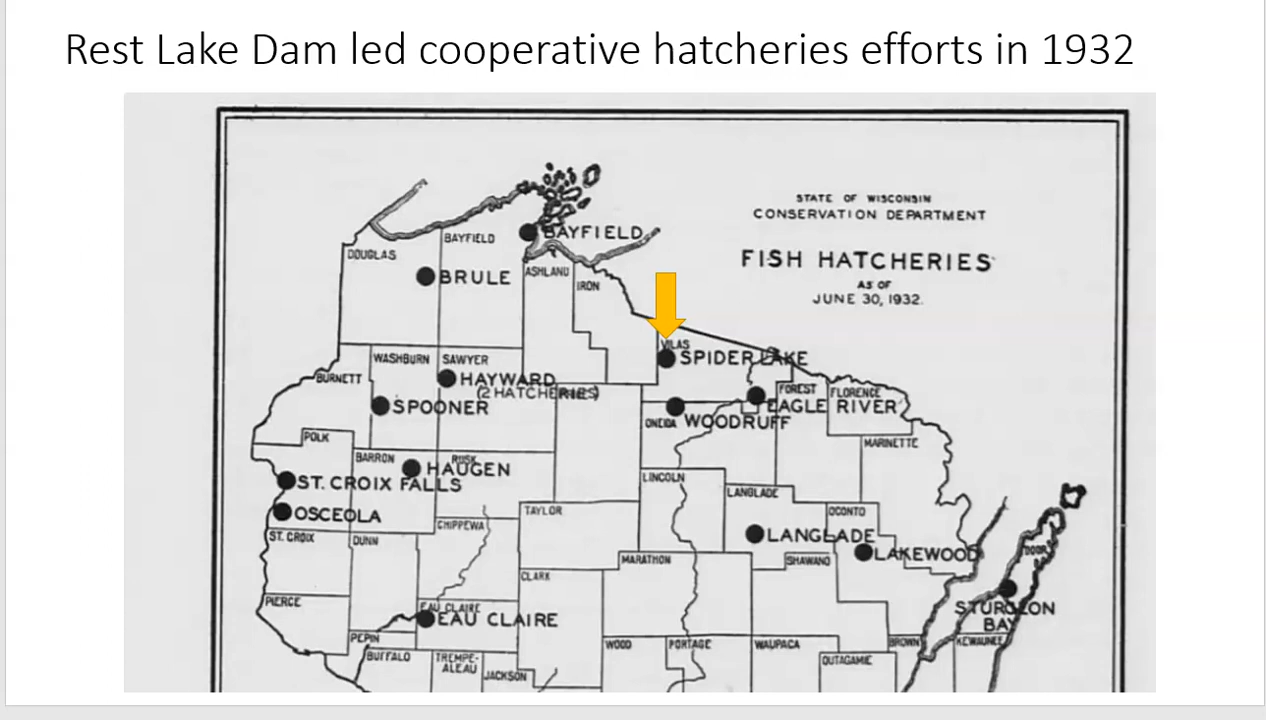 Rest Lake Dam led cooperative hatcheries efforts in 1932
STATE OF WISCONSIN
CONSERVATION DEPARTMENT
FISH HATCHERIES
AS OF
JUNE 30, 1932.
BAYFIELD
BAYFIELD
DOUGLAS
BRULE
ASHLAND
IRON
VILAS
SPIDER LAKE
WASHBURN
SAWYER
BURNETT
HAYWARD
(2 HATCHERIES)
SPOONER
FOREST
FLORENCE
EAGLE RIVER
ONEIDA
WOODRUFF
POLK
MARINETTE
BARRON
RUSK
HAUGEN
ST. CROIX FALLS
LINCOLN
LANGLADE
OSCEOLA
TAYLOR
OCONTO
CHIPPEWA
LANGLADE
LAKEWOOD
DOOR
ST. CROIX
DUNN
MARATHON
SHAWANO
CLARK
PIERCE
EAU CLAIRE
EAU CLAIRE
STURGEON
BAY
PEPIN
WOOD
PORTAGE
WAUPACA
BROWN
KEWAUNEE
BUFFALO
TREMPE-
ALEAU
JACKSON
OUTAGAMIE